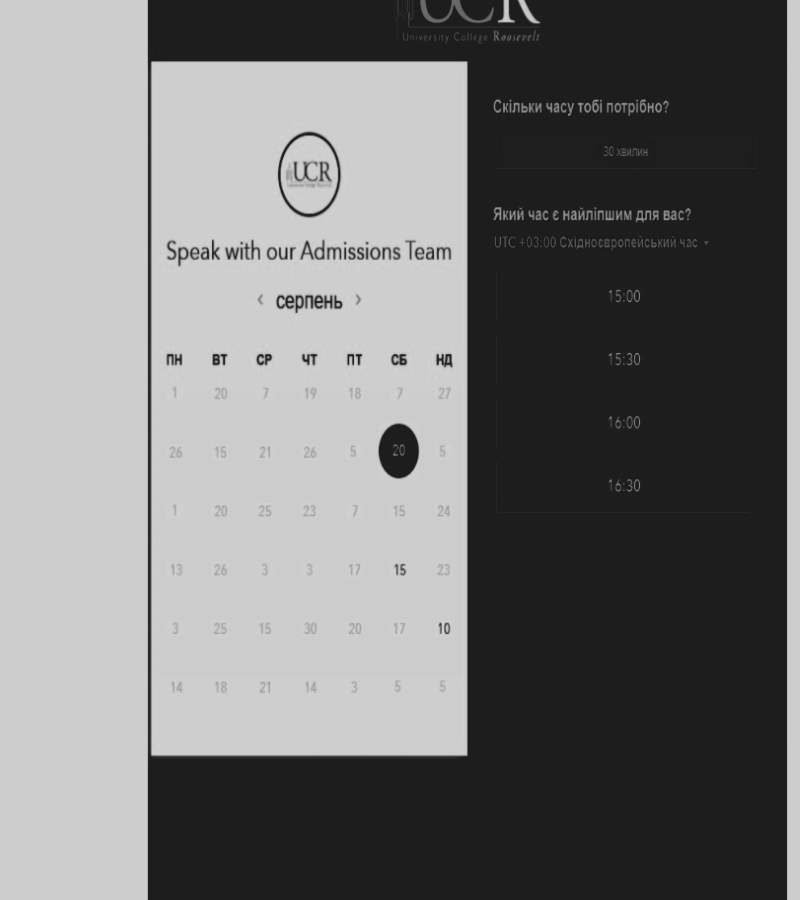 UCR
University College Roosevelt
UCR
Speak with our Admissions Team
‹ серпень ›
ПН ВТ СР ЧТ ПТ СБ НД
1 20 7 19 18 7 27
26 15 21 26 5 20 5
1 20 25 23 7 15 24
13 26 3 3 17 15 23
3 25 15 30 20 17 10
14 18 21 14 3 5 5
Скільки часу тобі потрібно?
30 хвилин
Який час є найліпшим для вас?
UTC +03:00 Східноєвропейський час
15:00
15:30
16:00
16:30